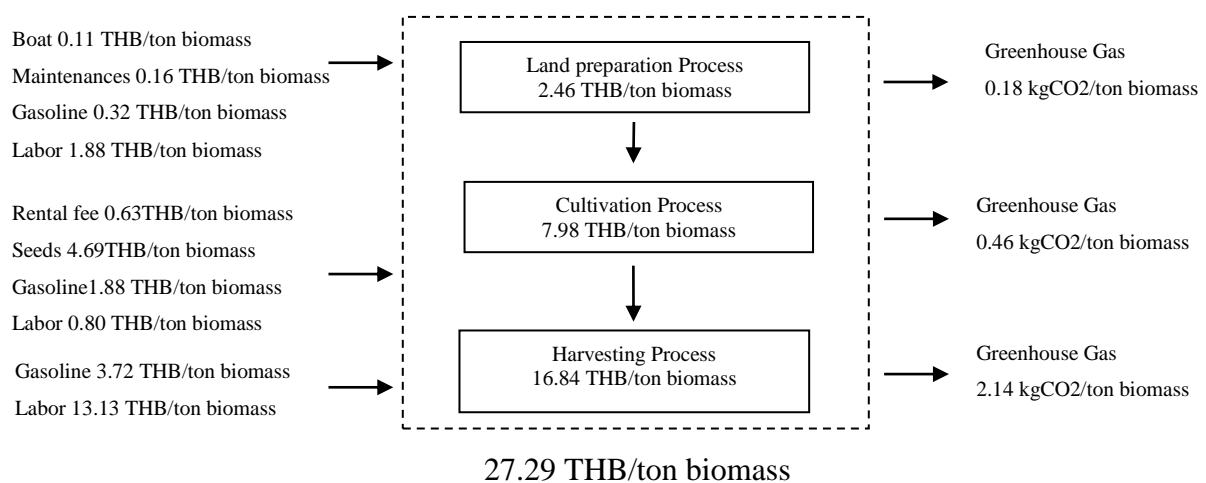 Boat 0.11 THB/ton biomass
Maintenances 0.16 THB/ton biomass
Gasoline 0.32 THB/ton biomass
Labor 1.88 THB/ton biomass
Land preparation Process
2.46 THB/ton biomass
Greenhouse Gas
0.18 kgCO2/ton biomass
Rental fee 0.63THB/ton biomass
Seeds 4.69THB/ton biomass
Gasoline1.88 THB/ton biomass
Labor 0.80 THB/ton biomass
Cultivation Process
7.98 THB/ton biomass
Greenhouse Gas
0.46 kgCO2/ton biomass
Gasoline 3.72 THB/ton biomass
Labor 13.13 THB/ton biomass
Harvesting Process
16.84 THB/ton biomass
Greenhouse Gas
2.14 kgCO2/ton biomass
27.29 THB/ton biomass